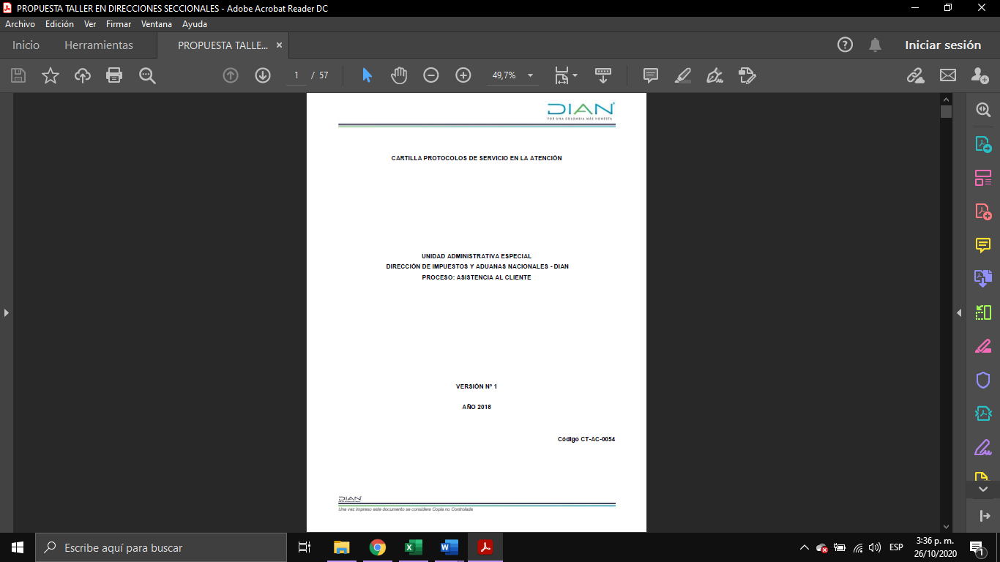 PROPUESTA TALLER EN DIRECCIONES SECCIONALES - Adobe Acrobat Reader DC
Archivo Edición Ver Firmar Ventana Ayuda
Inicio Herramientas PROPUESTA TALLE... × Iniciar sesión
1 / 57 49,7%
DIAN
POR UNA COLOMBIA MÁS HONESTA
CARTILLA PROTOCOLOS DE SERVICIO EN LA ATENCIÓN
UNIDAD ADMINISTRATIVA ESPECIAL
DIRECCIÓN DE IMPUESTOS Y ADUANAS NACIONALES - DIAN
PROCESO: ASISTENCIA AL CLIENTE
VERSIÓN Nº 1
AÑO 2018
Código CT-AC-0054
DIAN
Una vez impreso este documento se considera Copia no Controlada
Escribe aquí para buscar
ESP
3:36 p. m.
26/10/2020
1